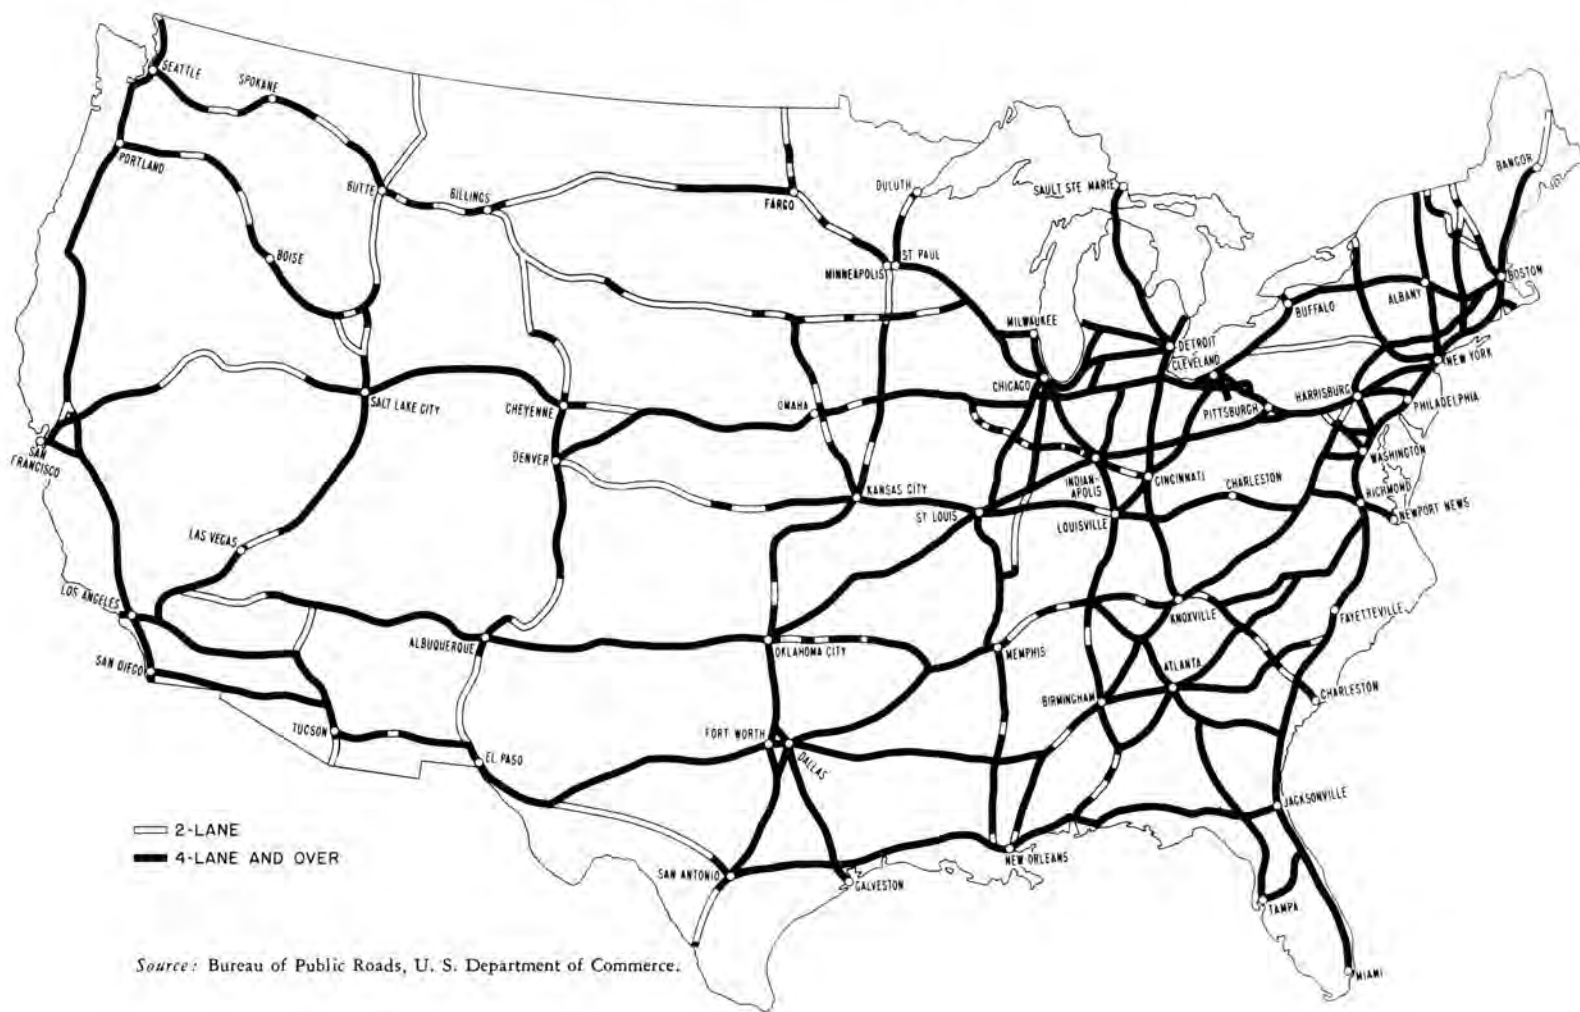 SEATTLE
SPOKANE
PORTLAND
BUTTE
BILLINGS
FARGO
DULUTH
SAULT STE MARIE
BANGOR
BOISE
MINNEAPOLIS
ST PAUL
MILWAUKEE
DETROIT
CLEVELAND
BUFFALO
ALBANY
BOSTON
NEW YORK
SALT LAKE CITY
CHEYENNE
OMAHA
CHICAGO
PITTSBURGH
HARRISBURG
PHILADELPHIA
SAN
FRANCISCO
DENVER
KANSAS CITY
ST LOUIS
INDIAN-
APOLIS
CINCINNATI
LOUISVILLE
CHARLESTON
WASHINGTON
RICHMOND
NEWPORT NEWS
LAS VEGAS
LOS ANGELES
SAN DIEGO
ALBUQUERQUE
OKLAHOMA CITY
MEMPHIS
KNOXVILLE
FAYETTEVILLE
ATLANTA
BIRMINGHAM
CHARLESTON
TUCSON
EL PASO
FORT WORTH
DALLAS
JACKSONVILLE
2-LANE
4-LANE AND OVER
SAN ANTONIO
GALVESTON
NEW ORLEANS
TAMPA
MIAMI
Source: Bureau of Public Roads, U. S. Department of Commerce.